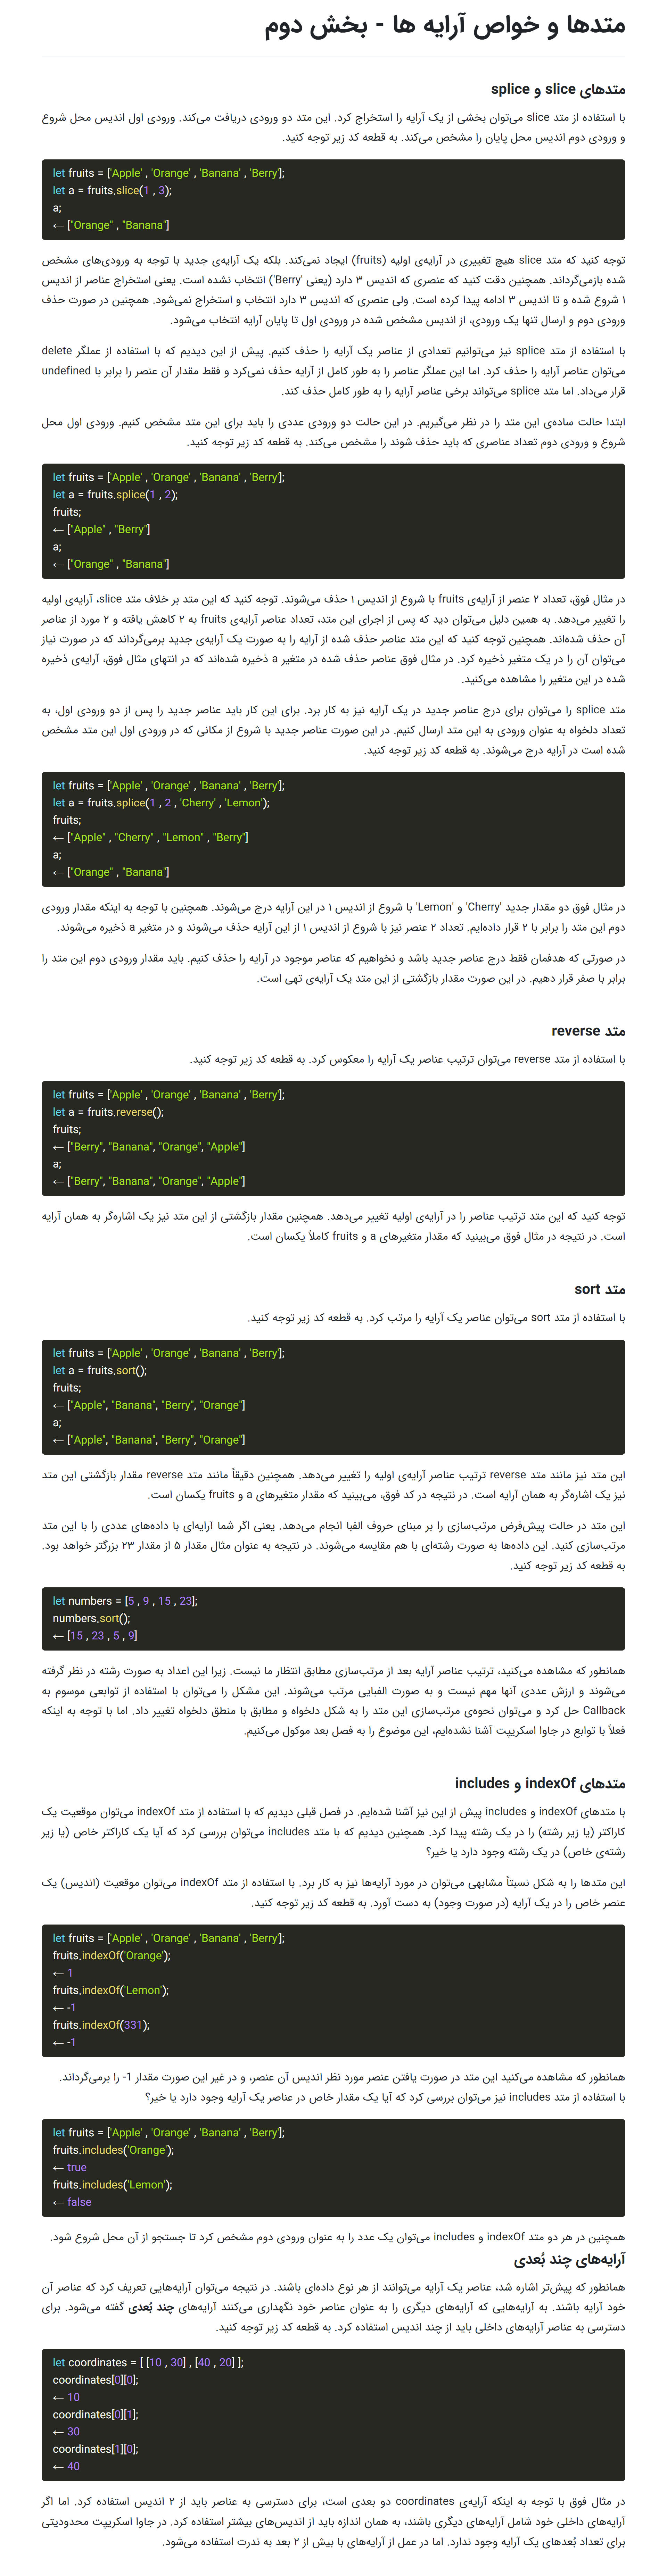 متدها و خواص آرایه ها - بخش دوم
متدهای slice و splice
با استفاده از متد slice می‌توان بخشی از یک آرایه را استخراج کرد. این متد دو ورودی دریافت می‌کند. ورودی اول اندیس محل شروع
و ورودی دوم اندیس محل پایان را مشخص می‌کند. به قطعه کد زیر توجه کنید.
let fruits = ['Apple' , 'Orange' , 'Banana' , 'Berry'];
let a = fruits.slice(1 , 3);
a;
← ["Orange" , "Banana"]
توجه کنید که متد slice هیچ تغییری در آرایه‌ی اولیه (fruits) ایجاد نمی‌کند. بلکه یک آرایه‌ی جدید با توجه به ورودی‌های مشخص
شده بازمی‌گرداند. همچنین دقت کنید که عنصری که اندیس ۳ دارد (یعنی 'Berry') انتخاب نشده است. یعنی استخراج عناصر از اندیس
۱ شروع شده و تا اندیس ۳ ادامه پیدا کرده است. ولی عنصری که اندیس ۳ دارد انتخاب و استخراج نمی‌شود. همچنین در صورت حذف
ورودی دوم و ارسال تنها یک ورودی، از اندیس مشخص شده در ورودی اول تا پایان آرایه انتخاب می‌شود.
با استفاده از متد splice نیز می‌توانیم تعدادی از عناصر یک آرایه را حذف کنیم. پیش از این دیدیم که با استفاده از عملگر delete
می‌توان عناصر آرایه را حذف کرد. اما این عملگر عناصر را به طور کامل از آرایه حذف نمی‌کرد و فقط مقدار آن عنصر را برابر با undefined
قرار می‌داد. اما متد splice می‌تواند برخی عناصر آرایه را به طور کامل حذف کند.
ابتدا حالت ساده‌ی این متد را در نظر می‌گیریم. در این حالت دو ورودی عددی را باید برای این متد مشخص کنیم. ورودی اول محل
شروع و ورودی دوم تعداد عناصری که باید حذف شوند را مشخص می‌کند. به قطعه کد زیر توجه کنید.
let fruits = ['Apple' , 'Orange' , 'Banana' , 'Berry'];
let a = fruits.splice(1 , 2);
fruits;
← ["Apple" , "Berry"]
a;
← ["Orange" , "Banana"]
در مثال فوق، تعداد ۲ عنصر از آرایه‌ی fruits با شروع از اندیس ۱ حذف می‌شوند. توجه کنید که این متد بر خلاف متد slice، آرایه‌ی اولیه
را تغییر می‌دهد. به همین دلیل می‌توان دید که پس از اجرای این متد، تعداد عناصر آرایه‌ی fruits به ۲ کاهش یافته و ۲ مورد از عناصر
آن حذف شده‌اند. همچنین توجه کنید که این متد عناصر حذف شده از آرایه را به صورت یک آرایه‌ی جدید برمی‌گرداند که در صورت نیاز
می‌توان آن را در یک متغیر ذخیره کرد. در مثال فوق عناصر حذف شده در متغیر a ذخیره شده‌اند که در انتهای مثال فوق، آرایه‌ی ذخیره
شده در این متغیر را مشاهده می‌کنید.
متد splice را می‌توان برای درج عناصر جدید در یک آرایه نیز به کار برد. برای این کار باید عناصر جدید را پس از دو ورودی اول، به
تعداد دلخواه به عنوان ورودی به این متد ارسال کنیم. در این صورت عناصر جدید با شروع از مکانی که در ورودی اول این متد مشخص
شده است در آرایه درج می‌شوند. به قطعه کد زیر توجه کنید.
let fruits = ['Apple' , 'Orange' , 'Banana' , 'Berry'];
let a = fruits.splice(1 , 2 , 'Cherry' , 'Lemon');
fruits;
← ["Apple" , "Cherry" , "Lemon" , "Berry"]
a;
← ["Orange" , "Banana"]
در مثال فوق دو مقدار جدید 'Cherry' و 'Lemon' با شروع از اندیس ۱ در این آرایه درج می‌شوند. همچنین با توجه به اینکه مقدار ورودی
دوم این متد را برابر با ۲ قرار داده‌ایم. تعداد ۲ عنصر نیز با شروع از اندیس ۱ از این آرایه حذف می‌شوند و در متغیر a ذخیره می‌شوند.
در صورتی که هدفمان فقط درج عناصر جدید باشد و نخواهیم که عناصر موجود در آرایه را حذف کنیم. باید مقدار ورودی دوم این متد را
برابر با صفر قرار دهیم. در این صورت مقدار بازگشتی از این متد یک آرایه‌ی تهی است.
متد reverse
با استفاده از متد reverse می‌توان ترتیب عناصر یک آرایه را معکوس کرد. به قطعه کد زیر توجه کنید.
let fruits = ['Apple' , 'Orange' , 'Banana' , 'Berry'];
let a = fruits.reverse();
fruits;
← ["Berry", "Banana", "Orange", "Apple"]
a;
← ["Berry", "Banana", "Orange", "Apple"]
توجه کنید که این متد ترتیب عناصر را در آرایه‌ی اولیه تغییر می‌دهد. همچنین مقدار بازگشتی از این متد نیز یک اشاره‌گر به همان آرایه
است. در نتیجه در مثال فوق می‌بینید که مقدار متغیرهای a و fruits کاملاً یکسان است.
متد sort
با استفاده از متد sort می‌توان عناصر یک آرایه را مرتب کرد. به قطعه کد زیر توجه کنید.
let fruits = ['Apple' , 'Orange' , 'Banana' , 'Berry'];
let a = fruits.sort();
fruits;
← ["Apple", "Banana", "Berry", "Orange"]
a;
← ["Apple", "Banana", "Berry", "Orange"]
این متد نیز مانند متد reverse ترتیب عناصر آرایه‌ی اولیه را تغییر می‌دهد. همچنین دقیقاً مانند متد reverse مقدار بازگشتی این متد
نیز یک اشاره‌گر به همان آرایه است. در نتیجه در کد فوق، می‌بینید که مقدار متغیرهای a و fruits یکسان است.
این متد در حالت پیش‌فرض مرتب‌سازی را بر مبنای حروف الفبا انجام می‌دهد. یعنی اگر شما آرایه‌ای با داده‌های عددی را با این متد
مرتب‌سازی کنید. این داده‌ها به صورت رشته‌ای با هم مقایسه می‌شوند. در نتیجه به عنوان مثال مقدار ۵ از مقدار ۲۳ بزرگتر خواهد بود.
به قطعه کد زیر توجه کنید.
let numbers = [5 , 9 , 15 , 23];
numbers.sort();
← [15 , 23 , 5 , 9]
همانطور که مشاهده می‌کنید، ترتیب عناصر آرایه بعد از مرتب‌سازی مطابق انتظار ما نیست. زیرا این اعداد به صورت رشته در نظر گرفته
می‌شوند و ارزش عددی آنها مهم نیست و به صورت الفبایی مرتب می‌شوند. این مشکل را می‌توان با استفاده از توابعی موسوم به
Callback حل کرد و می‌توان نحوه‌ی مرتب‌سازی این متد را به شکل دلخواه و مطابق با منطق دلخواه تغییر داد. اما با توجه به اینکه
فعلاً با توابع در جاوا اسکریپت آشنا نشده‌ایم، این موضوع را به فصل بعد موکول می‌کنیم.
متدهای indexOf و includes
با متدهای indexOf و includes پیش از این نیز آشنا شده‌ایم. در فصل قبلی دیدیم که با استفاده از متد indexOf می‌توان موقعیت یک
کاراکتر (یا زیر رشته) را در یک رشته پیدا کرد. همچنین دیدیم که با متد includes می‌توان بررسی کرد که آیا یک کاراکتر خاص (یا زیر
رشته‌ی خاص) در یک رشته وجود دارد یا خیر؟
این متدها را به شکل نسبتاً مشابهی می‌توان در مورد آرایه‌ها نیز به کار برد. با استفاده از متد indexOf می‌توان موقعیت (اندیس) یک
عنصر خاص را در یک آرایه (در صورت وجود) به دست آورد. به قطعه کد زیر توجه کنید.
let fruits = ['Apple' , 'Orange' , 'Banana' , 'Berry'];
fruits.indexOf('Orange');
← 1
fruits.indexOf('Lemon');
← -1
fruits.indexOf(331);
← -1
همانطور که مشاهده می‌کنید این متد در صورت یافتن عنصر مورد نظر اندیس آن عنصر، و در غیر این صورت مقدار 1- را برمی‌گرداند.
با استفاده از متد includes نیز می‌توان بررسی کرد که آیا یک مقدار خاص در عناصر یک آرایه وجود دارد یا خیر؟
let fruits = ['Apple' , 'Orange' , 'Banana' , 'Berry'];
fruits.includes('Orange');
← true
fruits.includes('Lemon');
← false
همچنین در هر دو متد indexOf و includes می‌توان یک عدد را به عنوان ورودی دوم مشخص کرد تا جستجو از آن محل شروع شود.
آرایه‌های چند بُعدی
همانطور که پیش‌تر اشاره شد، عناصر یک آرایه می‌توانند از هر نوع داده‌ای باشند. در نتیجه می‌توان آرایه‌هایی تعریف کرد که عناصر آن
خود آرایه باشند. به آرایه‌هایی که آرایه‌های دیگری را به عنوان عناصر خود نگهداری می‌کنند آرایه‌های چند بُعدی گفته می‌شود. برای
دسترسی به عناصر آرایه‌های داخلی باید از چند اندیس استفاده کرد. به قطعه کد زیر توجه کنید.
let coordinates = [ [10 , 30] , [40 , 20] ];
coordinates[0][0];
← 10
coordinates[0][1];
← 30
coordinates[1][0];
← 40
در مثال فوق با توجه به اینکه آرایه‌ی coordinates دو بعدی است، برای دسترسی به عناصر باید از ۲ اندیس استفاده کرد. اما اگر
آرایه‌های داخلی خود شامل آرایه‌های دیگری باشند، به همان اندازه باید از اندیس‌های بیشتر استفاده کرد. در جاوا اسکریپت محدودیتی
برای تعداد بُعدهای یک آرایه وجود ندارد. اما در عمل از آرایه‌های با بیش از ۲ بعد به ندرت استفاده می‌شود.